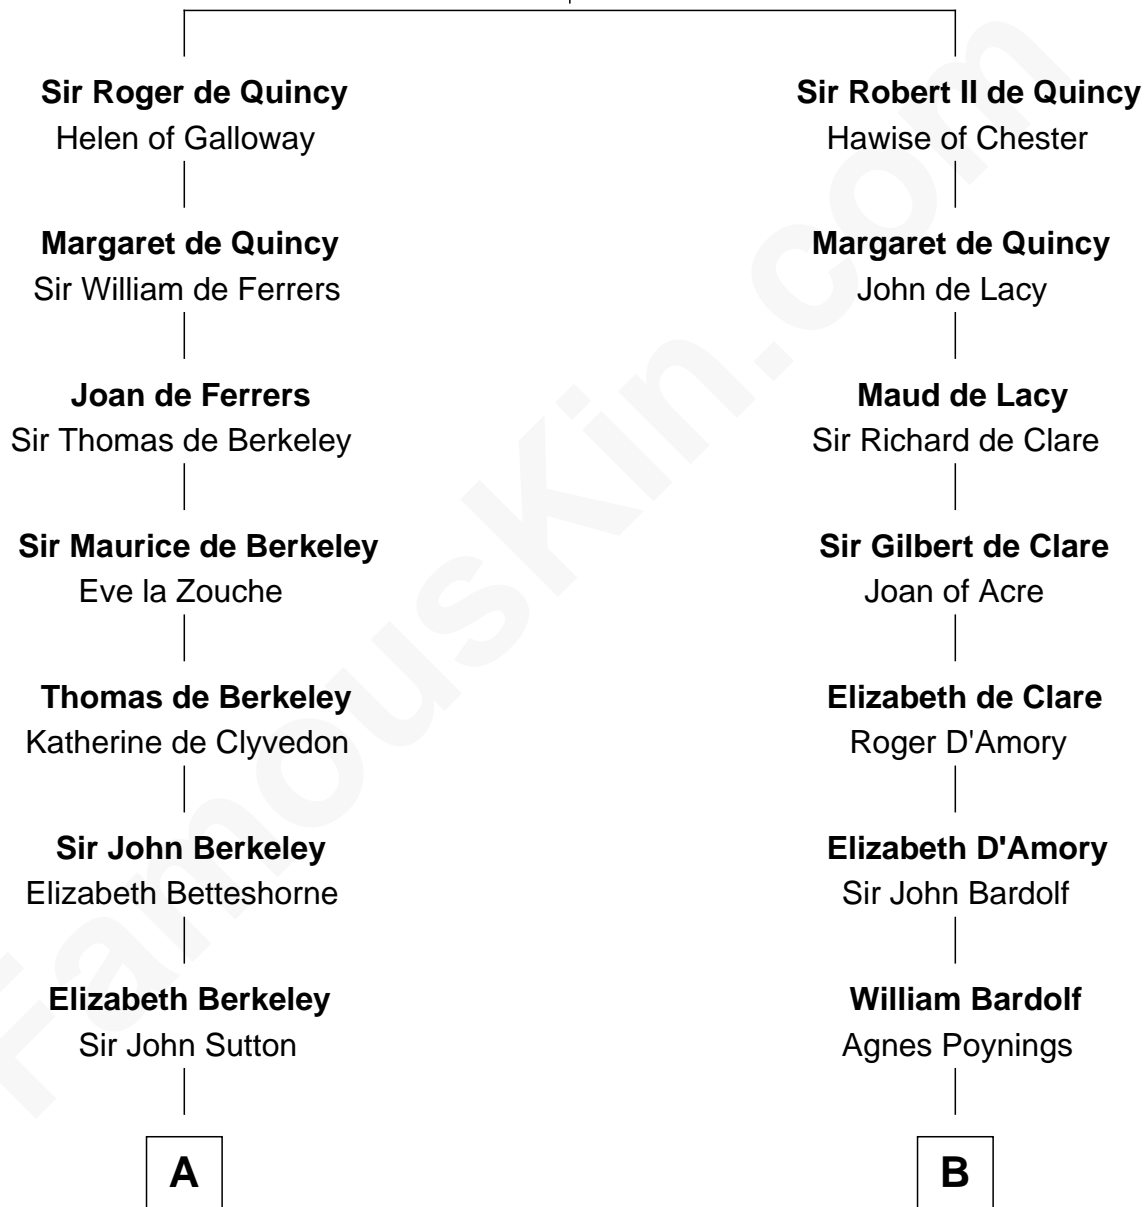 Sir Roger de Quincy
Helen of Galloway
Margaret de Quincy
Sir William de Ferrers
Joan de Ferrers
Sir Thomas de Berkeley
Sir Maurice de Berkeley
Eve la Zouche
Thomas de Berkeley
Katherine de Clyvedon
Sir John Berkeley
Elizabeth Betteshorne
Elizabeth Berkeley
Sir John Sutton
A
Sir Robert II de Quincy
Hawise of Chester
Margaret de Quincy
John de Lacy
Maud de Lacy
Sir Richard de Clare
Sir Gilbert de Clare
Joan of Acre
Elizabeth de Clare
Roger D'Amory
Elizabeth D'Amory
Sir John Bardolf
William Bardolf
Agnes Poynings
B
FamousKin.com